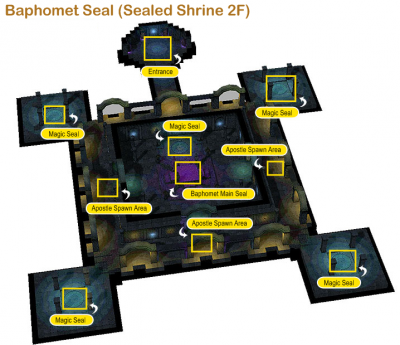 Baphomet Seal (Sealed Shrine 2F)
Entrance
Magic Seal
Magic Seal
Magic Seal
Apostle Spawn Area
Baphomet Main Seal
Apostle Spawn Area
Apostle Spawn Area
Magic Seal
Magic Seal